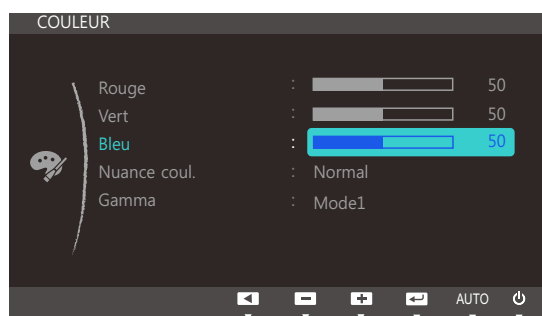 COULEUR
Rouge : 50
Vert : 50
Bleu : 50
Nuance coul. : Normal
Gamma : Mode1
AUTO